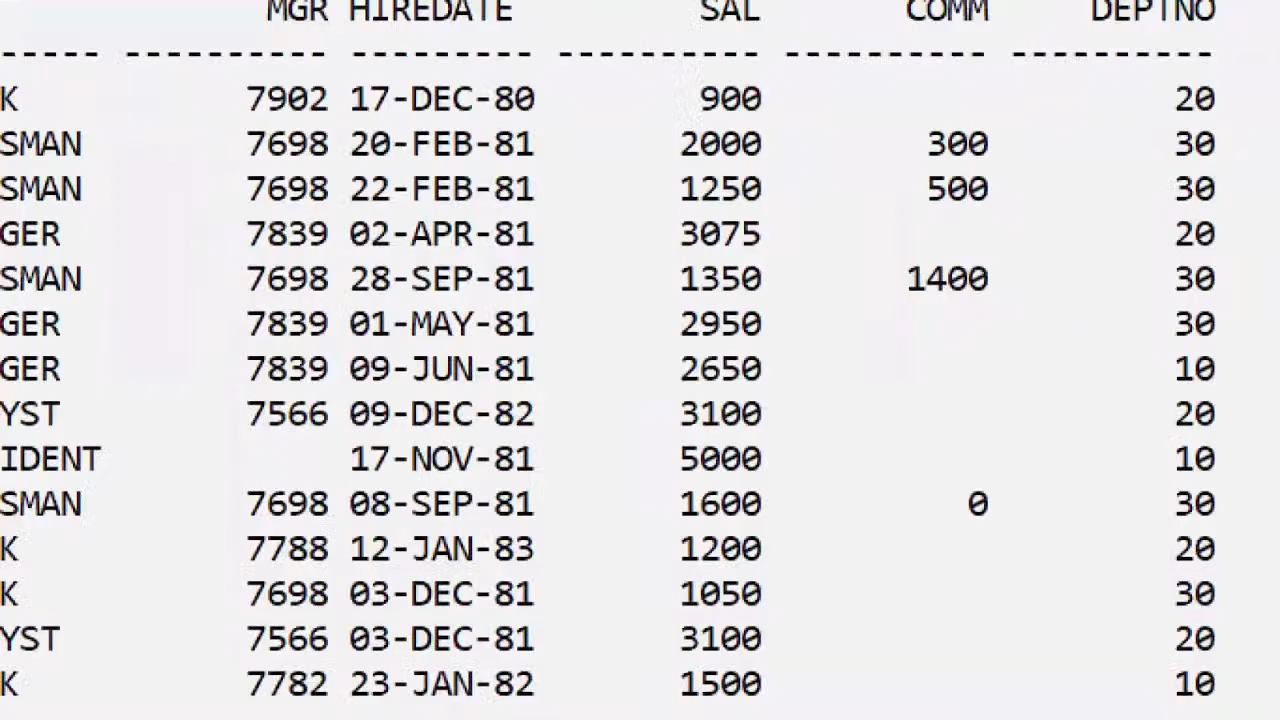 MGR HIREDATE SAL COMM DEPTNO
----- ---------- --------- ---------- ---------- ----------
K 7902 17-DEC-80 900 20
SMAN 7698 20-FEB-81 2000 300 30
SMAN 7698 22-FEB-81 1250 500 30
GER 7839 02-APR-81 3075 20
SMAN 7698 28-SEP-81 1350 1400 30
GER 7839 01-MAY-81 2950 30
GER 7839 09-JUN-81 2650 10
YST 7566 09-DEC-82 3100 20
IDENT 17-NOV-81 5000 10
SMAN 7698 08-SEP-81 1600 0 30
K 7788 12-JAN-83 1200 20
K 7698 03-DEC-81 1050 30
YST 7566 03-DEC-81 3100 20
K 7782 23-JAN-82 1500 10